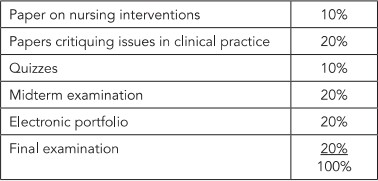 Paper on nursing interventions 10%
Papers critiquing issues in clinical practice 20%
Quizzes 10%
Midterm examination 20%
Electronic portfolio 20%
Final examination 20%
100%